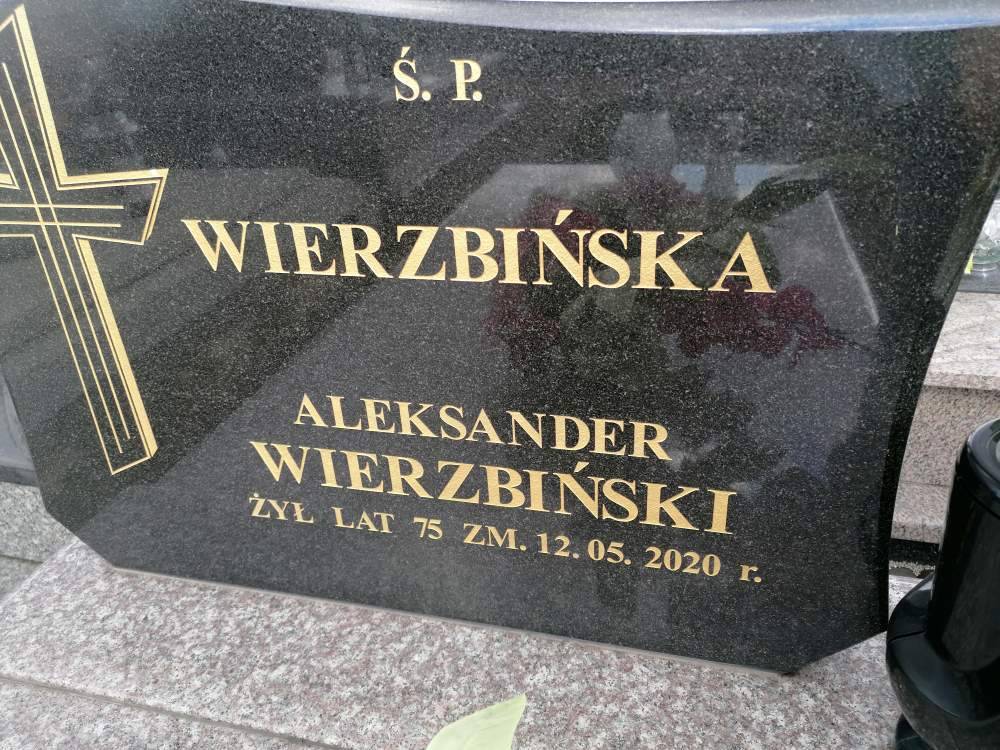 Ś. P.
WIERZBIŃSKA
ALEKSANDER
WIERZBIŃSKI
ŻYŁ LAT 75 ZM. 12. 05. 2020 r.